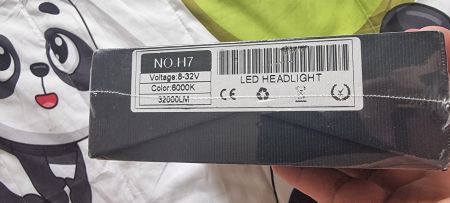 NO.H7
Voltage:8-32V
Color:6000K
32000LM
LED HEADLIGHT
CE